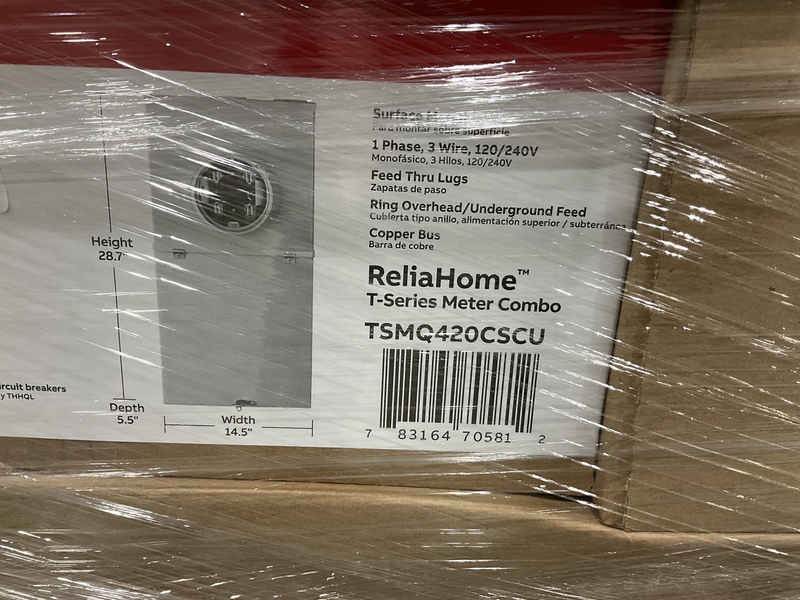 Surface
Para montar sobre superficie
1 Phase, 3 Wire, 120/240V
Monofásico, 3 Hilos, 120/240V
Feed Thru Lugs
Zapatas de paso
Ring Overhead/Underground Feed
Cubierta tipo anillo, alimentación superior / subterránea
Copper Bus
Barra de cobre
Height
28.7"
ReliaHome™
T-Series Meter Combo
TSMQ420CSCU
rcuit breakers
y THHQL
Depth
5.5"
Width
14.5"
7 83164 70581 2